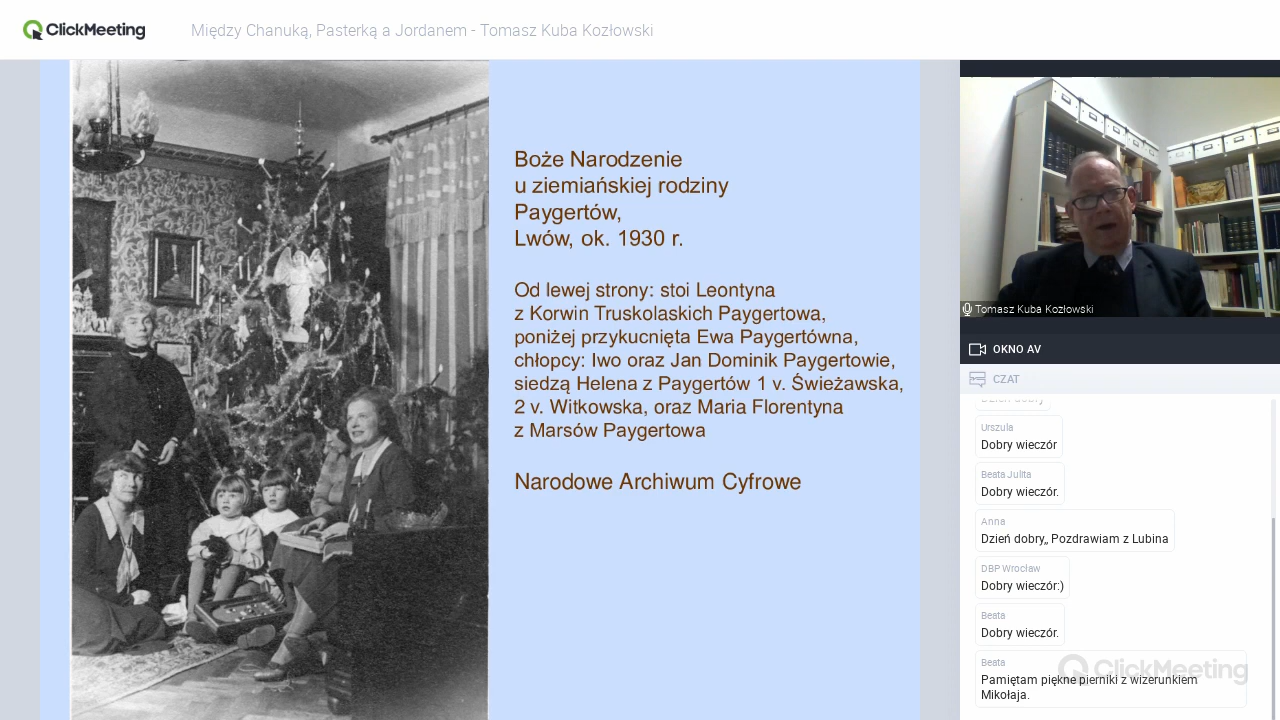 ClickMeeting
Między Chanuką, Pasterką a Jordanem - Tomasz Kuba Kozłowski
Boże Narodzenie
u ziemiańskiej rodziny
Paygertów,
Lwów, ok. 1930 r.
Od lewej strony: stoi Leontyna
z Korwin Truskolaskich Paygertowa,
poniżej przykucnięta Ewa Paygertówna,
chłopcy: Iwo oraz Jan Dominik Paygertowie,
siedzą Helena z Paygertów 1 v. Świeżawska,
2 v. Witkowska, oraz Maria Florentyna
z Marsów Paygertowa
Narodowe Archiwum Cyfrowe
Tomasz Kuba Kozłowski
OKNO AV
CZAT
Urszula
Dobry wieczór
Beata Julita
Dobry wieczór.
Anna
Dzień dobry,, Pozdrawiam z Lubina
DBP Wrocław
Dobry wieczór:)
Beata
Dobry wieczór.
Beata
Pamiętam piękne pierniki z wizerunkiem
Mikołaja.
ClickMeeting